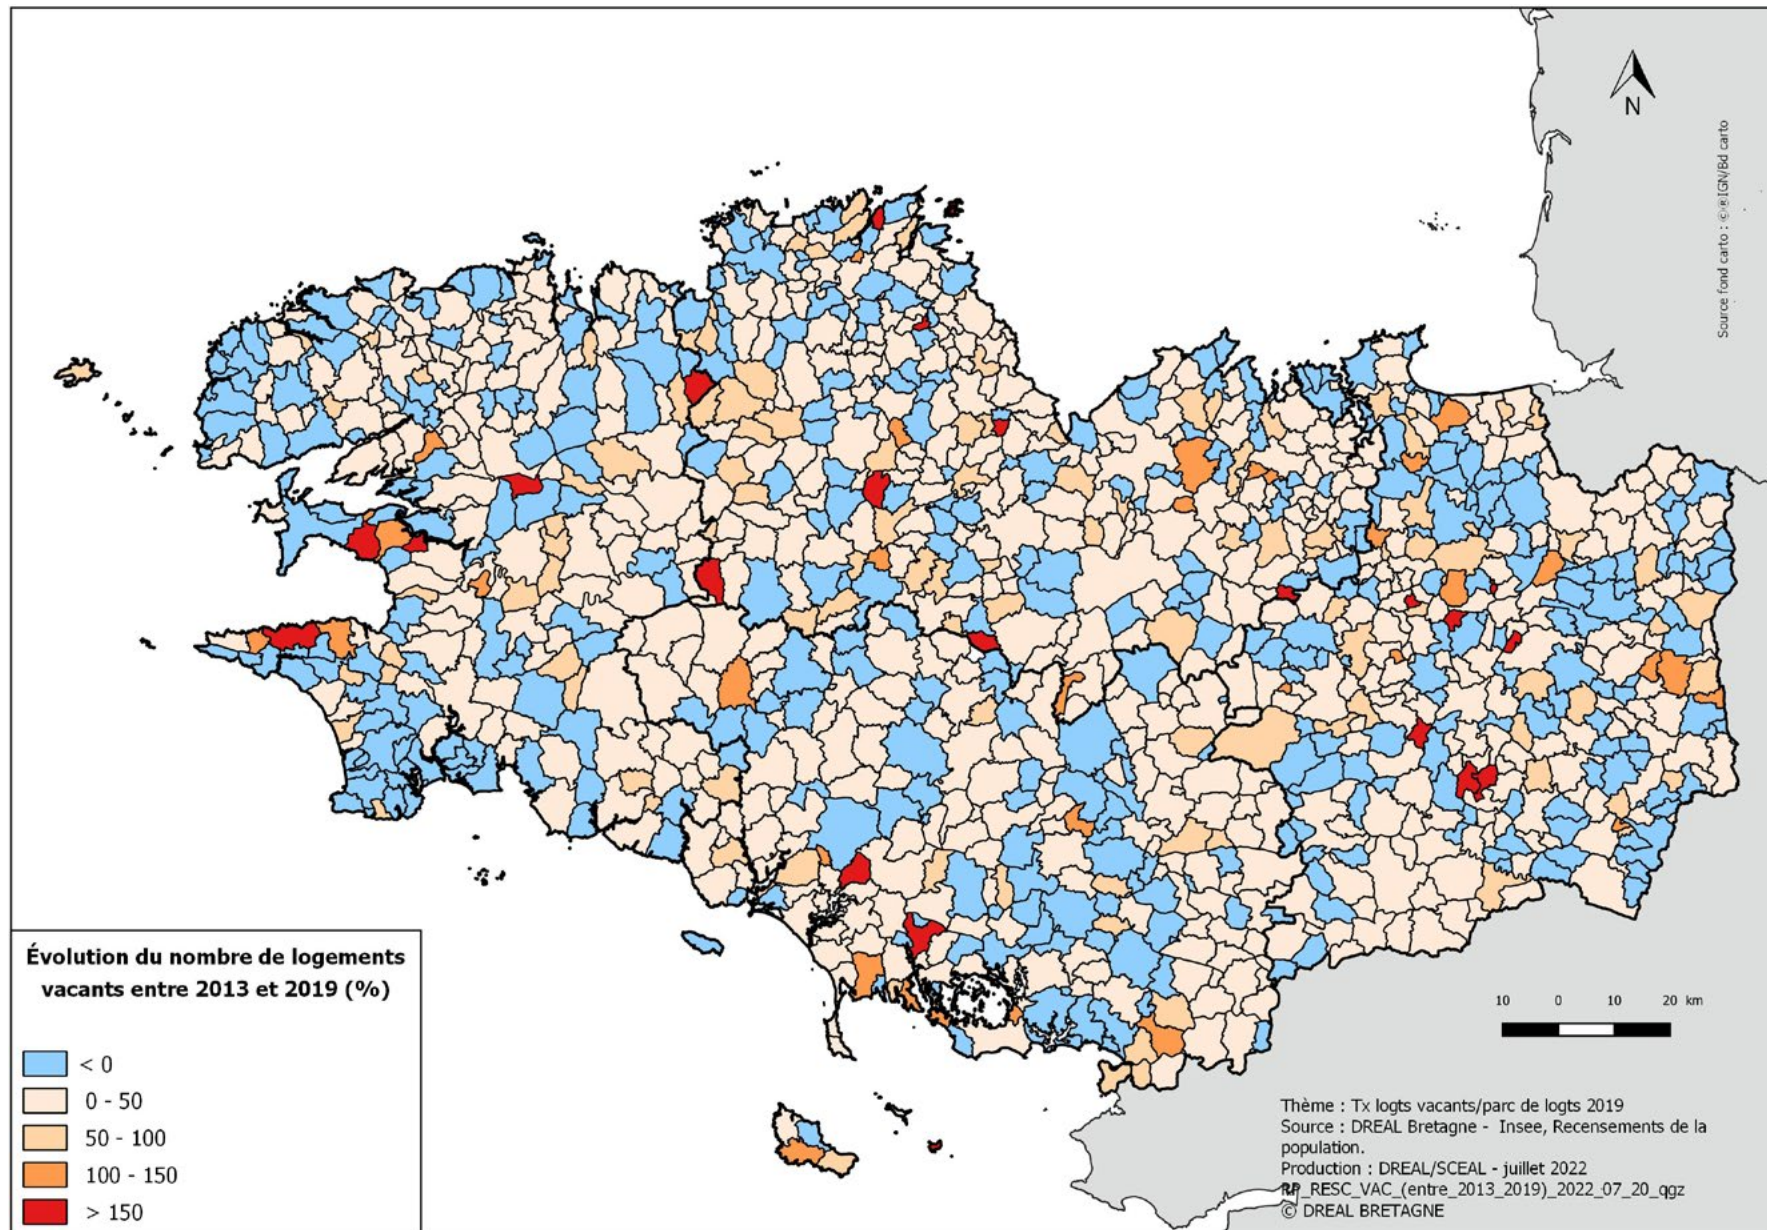 N
Source fond carto : ©®IGN/Bd carto
Évolution du nombre de logements
vacants entre 2013 et 2019 (%)
< 0
0 - 50
50 - 100
100 - 150
> 150
10 0 10 20 km
Thème : Tx logts vacants/parc de logts 2019
Source : DREAL Bretagne - Insee, Recensements de la
population.
Production : DREAL/SCEAL - juillet 2022
RP_RESC_VAC_(entre_2013_2019)_2022_07_20_qgz
© DREAL BRETAGNE